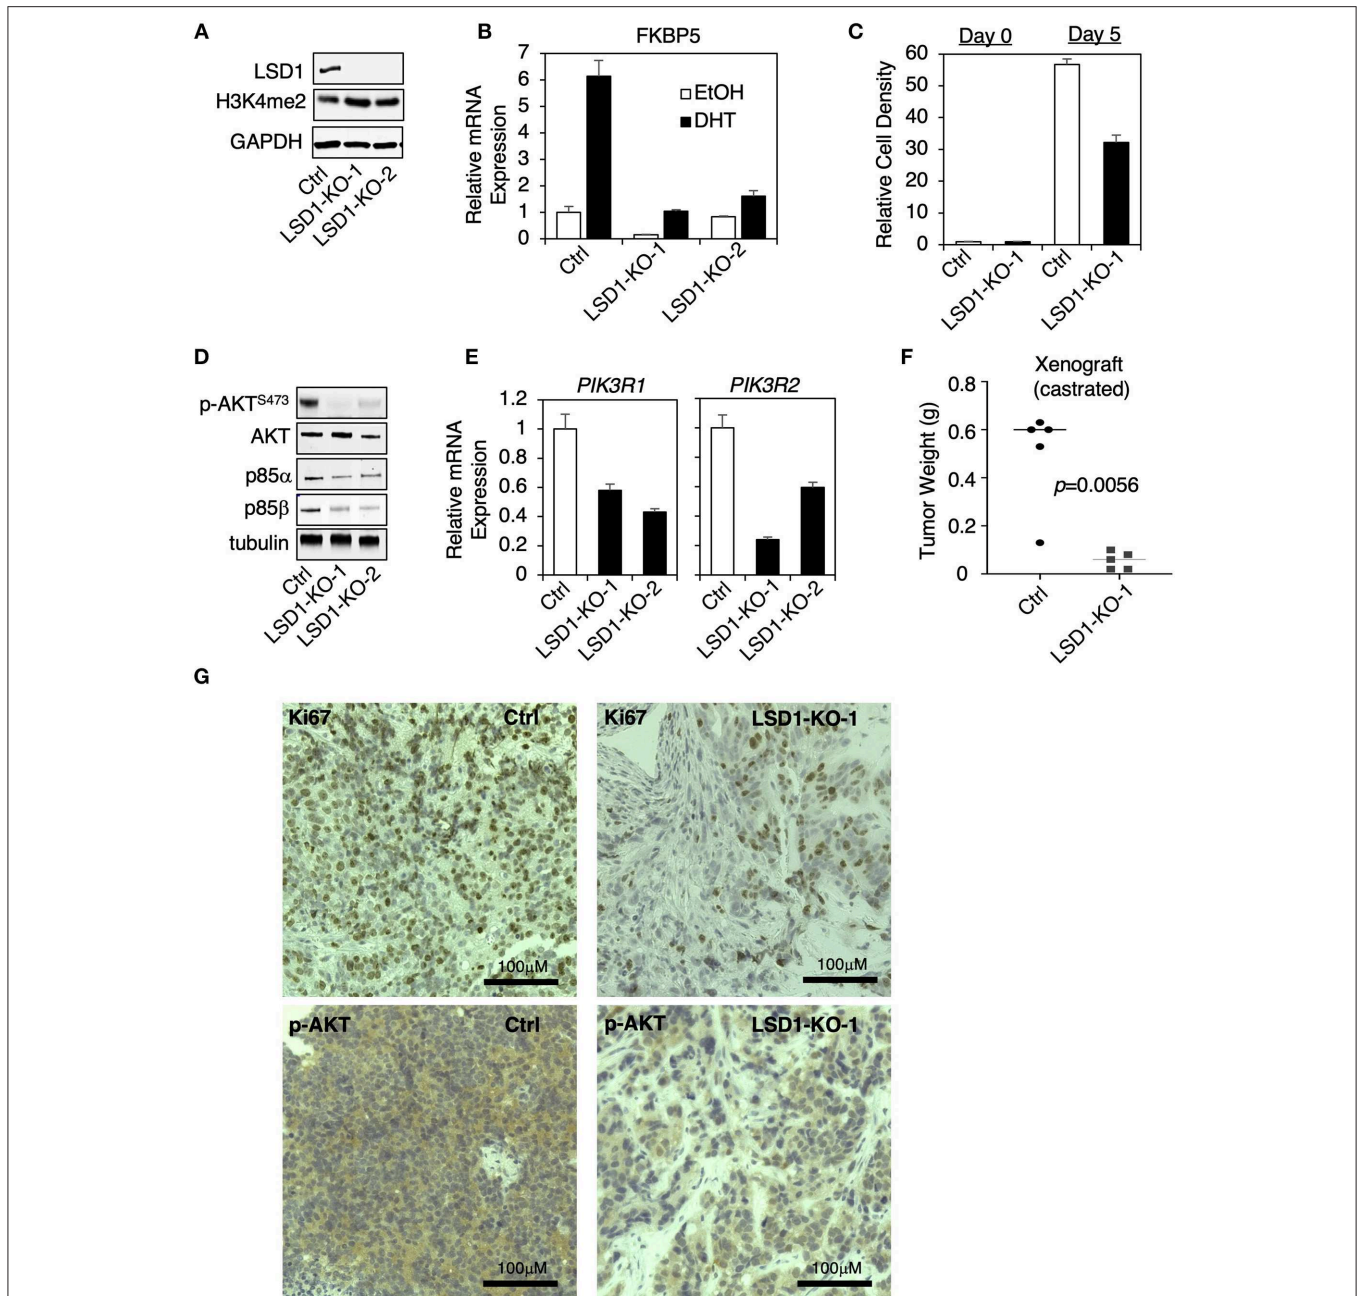 A
LSD1
H3K4me2
GAPDH
Ctrl
LSD1-KO-1
LSD1-KO-2
B
FKBP5
Relative mRNA
Expression
7
6
5
4
3
2
1
0
EtOH
DHT
Ctrl
LSD1-KO-1
LSD1-KO-2
C
Day 0
Day 5
Relative Cell Density
60
50
40
30
20
10
0
Ctrl
LSD1-KO-1
Ctrl
LSD1-KO-1
D
p-AKTS473
AKT
p85α
p85β
tubulin
Ctrl
LSD1-KO-1
LSD1-KO-2
E
PIK3R1
PIK3R2
Relative mRNA
Expression
1.2
1
0.8
0.6
0.4
0.2
0
Ctrl
LSD1-KO-1
LSD1-KO-2
Ctrl
LSD1-KO-1
LSD1-KO-2
F
Xenograft
(castrated)
Tumor Weight (g)
0.8
0.6
0.4
0.2
0
p=0.0056
Ctrl
LSD1-KO-1
G
Ki67 Ctrl
100μM
Ki67 LSD1-KO-1
100μM
p-AKT Ctrl
100μM
p-AKT LSD1-KO-1
100μM